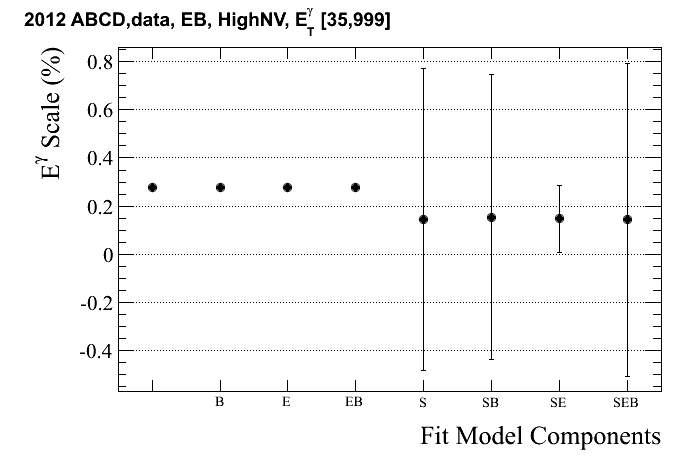 2012 ABCD,data, EB, HighNV, E_T^γ [35,999]
E^γ Scale (%)
0.8
0.6
0.4
0.2
0
-0.2
-0.4
B E EB S SB SE SEB
Fit Model Components